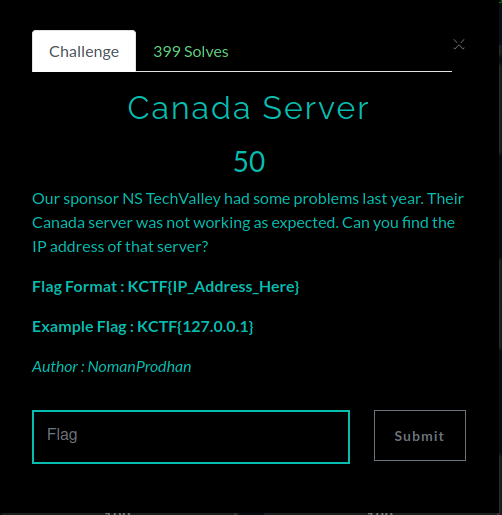 Challenge
399 Solves
Canada Server
50
Our sponsor NS TechValley had some problems last year. Their
Canada server was not working as expected. Can you find the
IP address of that server?
Flag Format : KCTF{IP_Address_Here}
Example Flag : KCTF{127.0.0.1}
Author : NomanProdhan
Flag
Submit